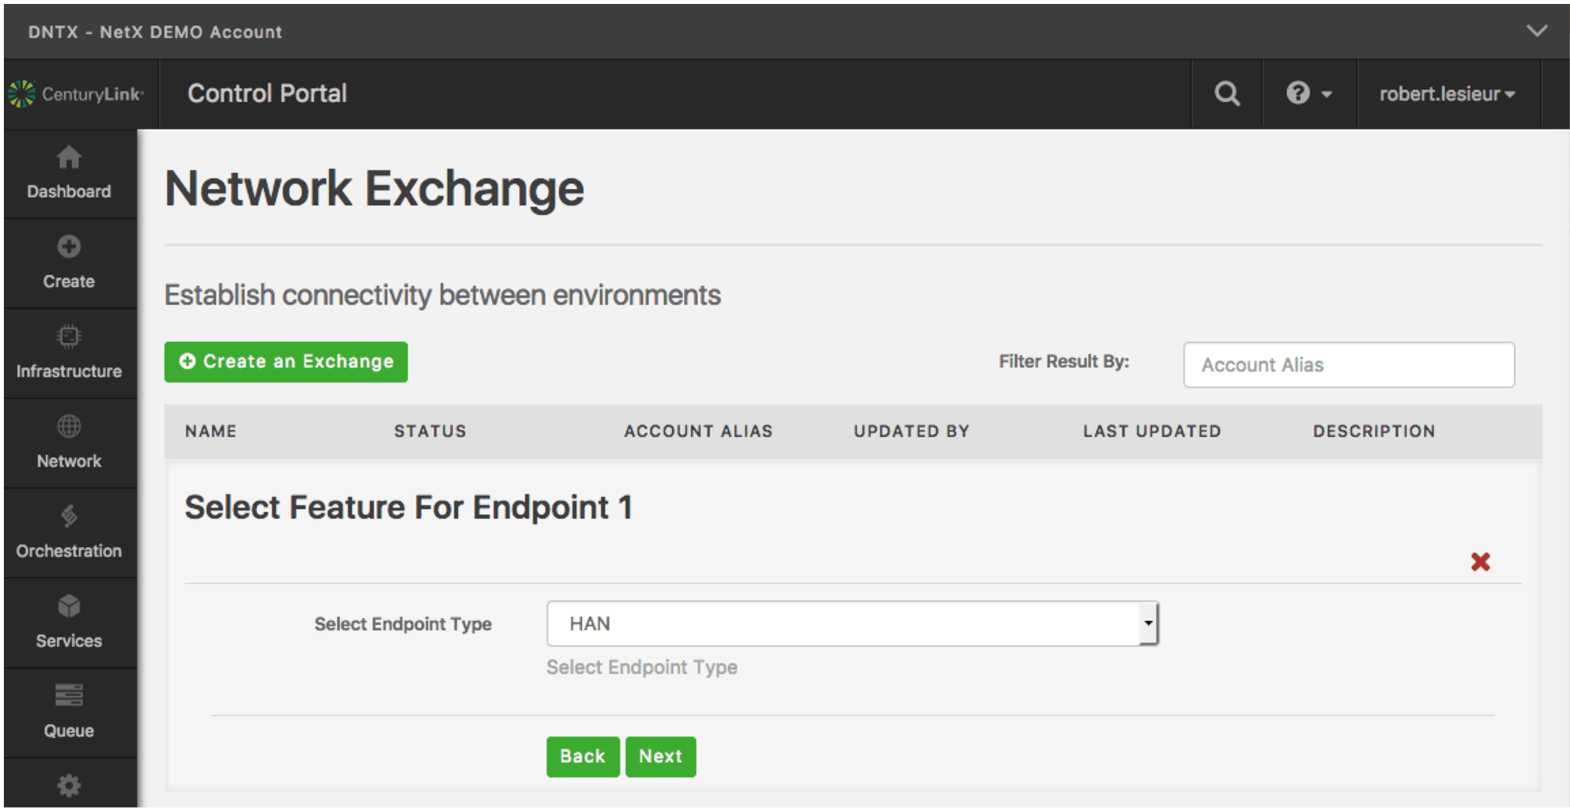 DNTX - NetX DEMO Account
CenturyLink
Control Portal
robert.lesieur
Dashboard
Create
Infrastructure
Network
Orchestration
Services
Queue
Network Exchange
Establish connectivity between environments
Create an Exchange
Filter Result By:
Account Alias
NAME STATUS ACCOUNT ALIAS UPDATED BY LAST UPDATED DESCRIPTION
Select Feature For Endpoint 1
Select Endpoint Type
HAN
Select Endpoint Type
Back
Next